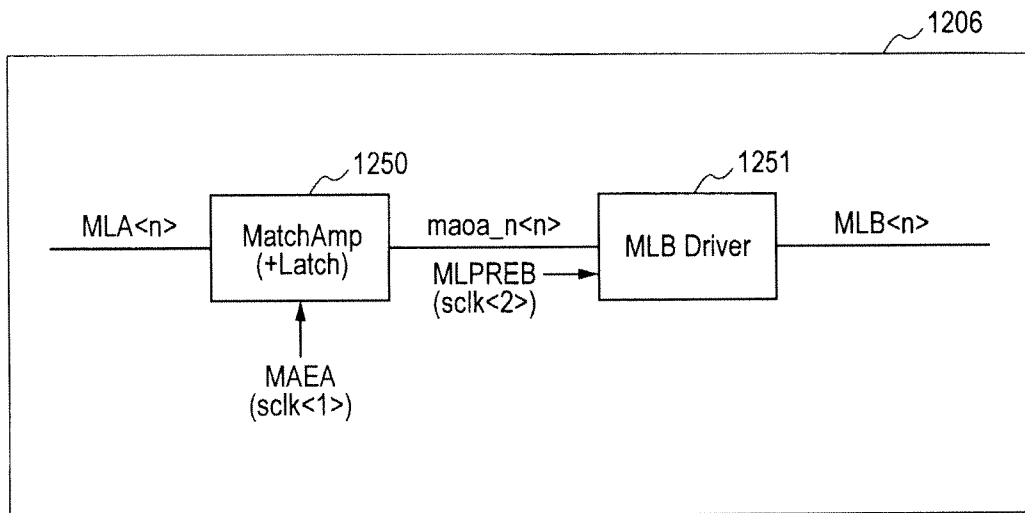 1206
1250
1251
MLA<n>
MatchAmp
(+Latch)
maoa_n<n>
MLPREB
(sclk<2>)
MLB Driver
MLB<n>
MAEA
(sclk<1>)